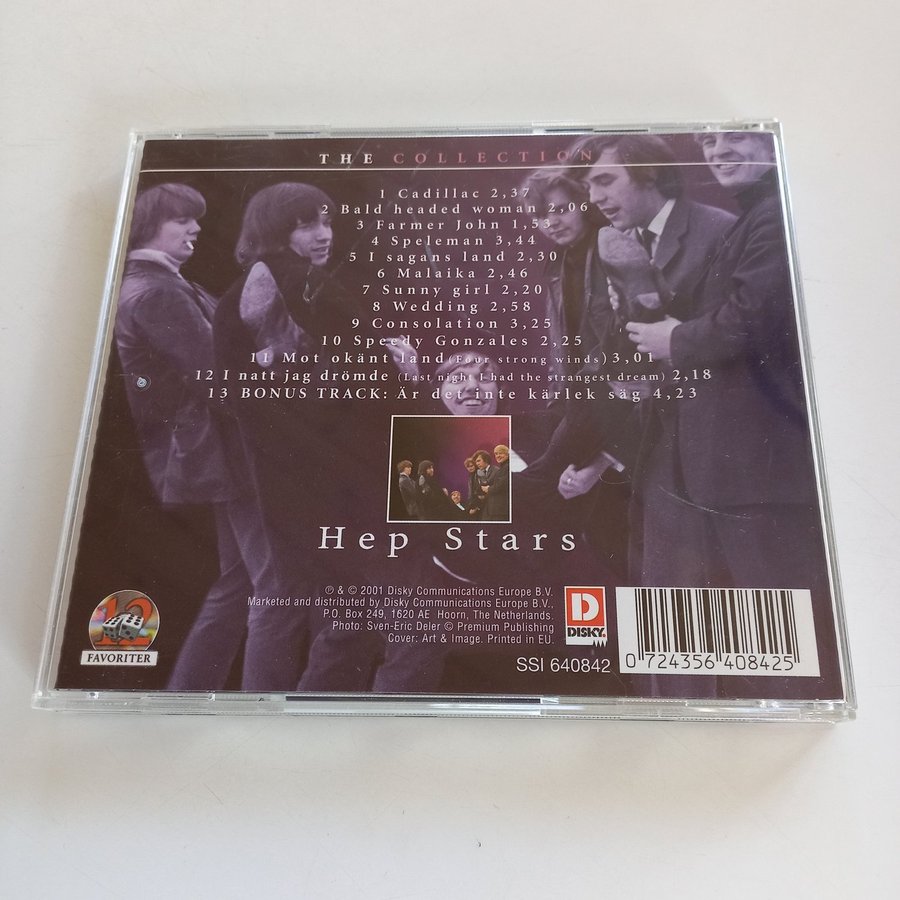 THE COLLECTION
1 Cadillac 2,37
2 Bald headed woman 2,06
3 Farmer John 1,53
4 Speleman 3,44
5 I sagans land 2,30
6 Malaika 2,46
7 Sunny girl 2,20
8 Wedding 2,58
9 Consolation 3,25
10 Speedy Gonzales 2,25
11 Mot okänt land (Four strong winds) 3,01
12 I natt jag drömde (Last night I had the strangest dream) 2,18
13 BONUS TRACK: Är det inte kärlek säg 4,23
Hep Stars
℗ & © 2001 Disky Communications Europe B.V.
Marketed and distributed by Disky Communications Europe B.V.,
P.O. Box 249, 1620 AE Hoorn, The Netherlands.
Photo: Sven-Eric Deler © Premium Publishing
Cover: Art & Image. Printed in EU.
SSI 640842
12
FAVORITER
D
DISKY
0 724356 408425